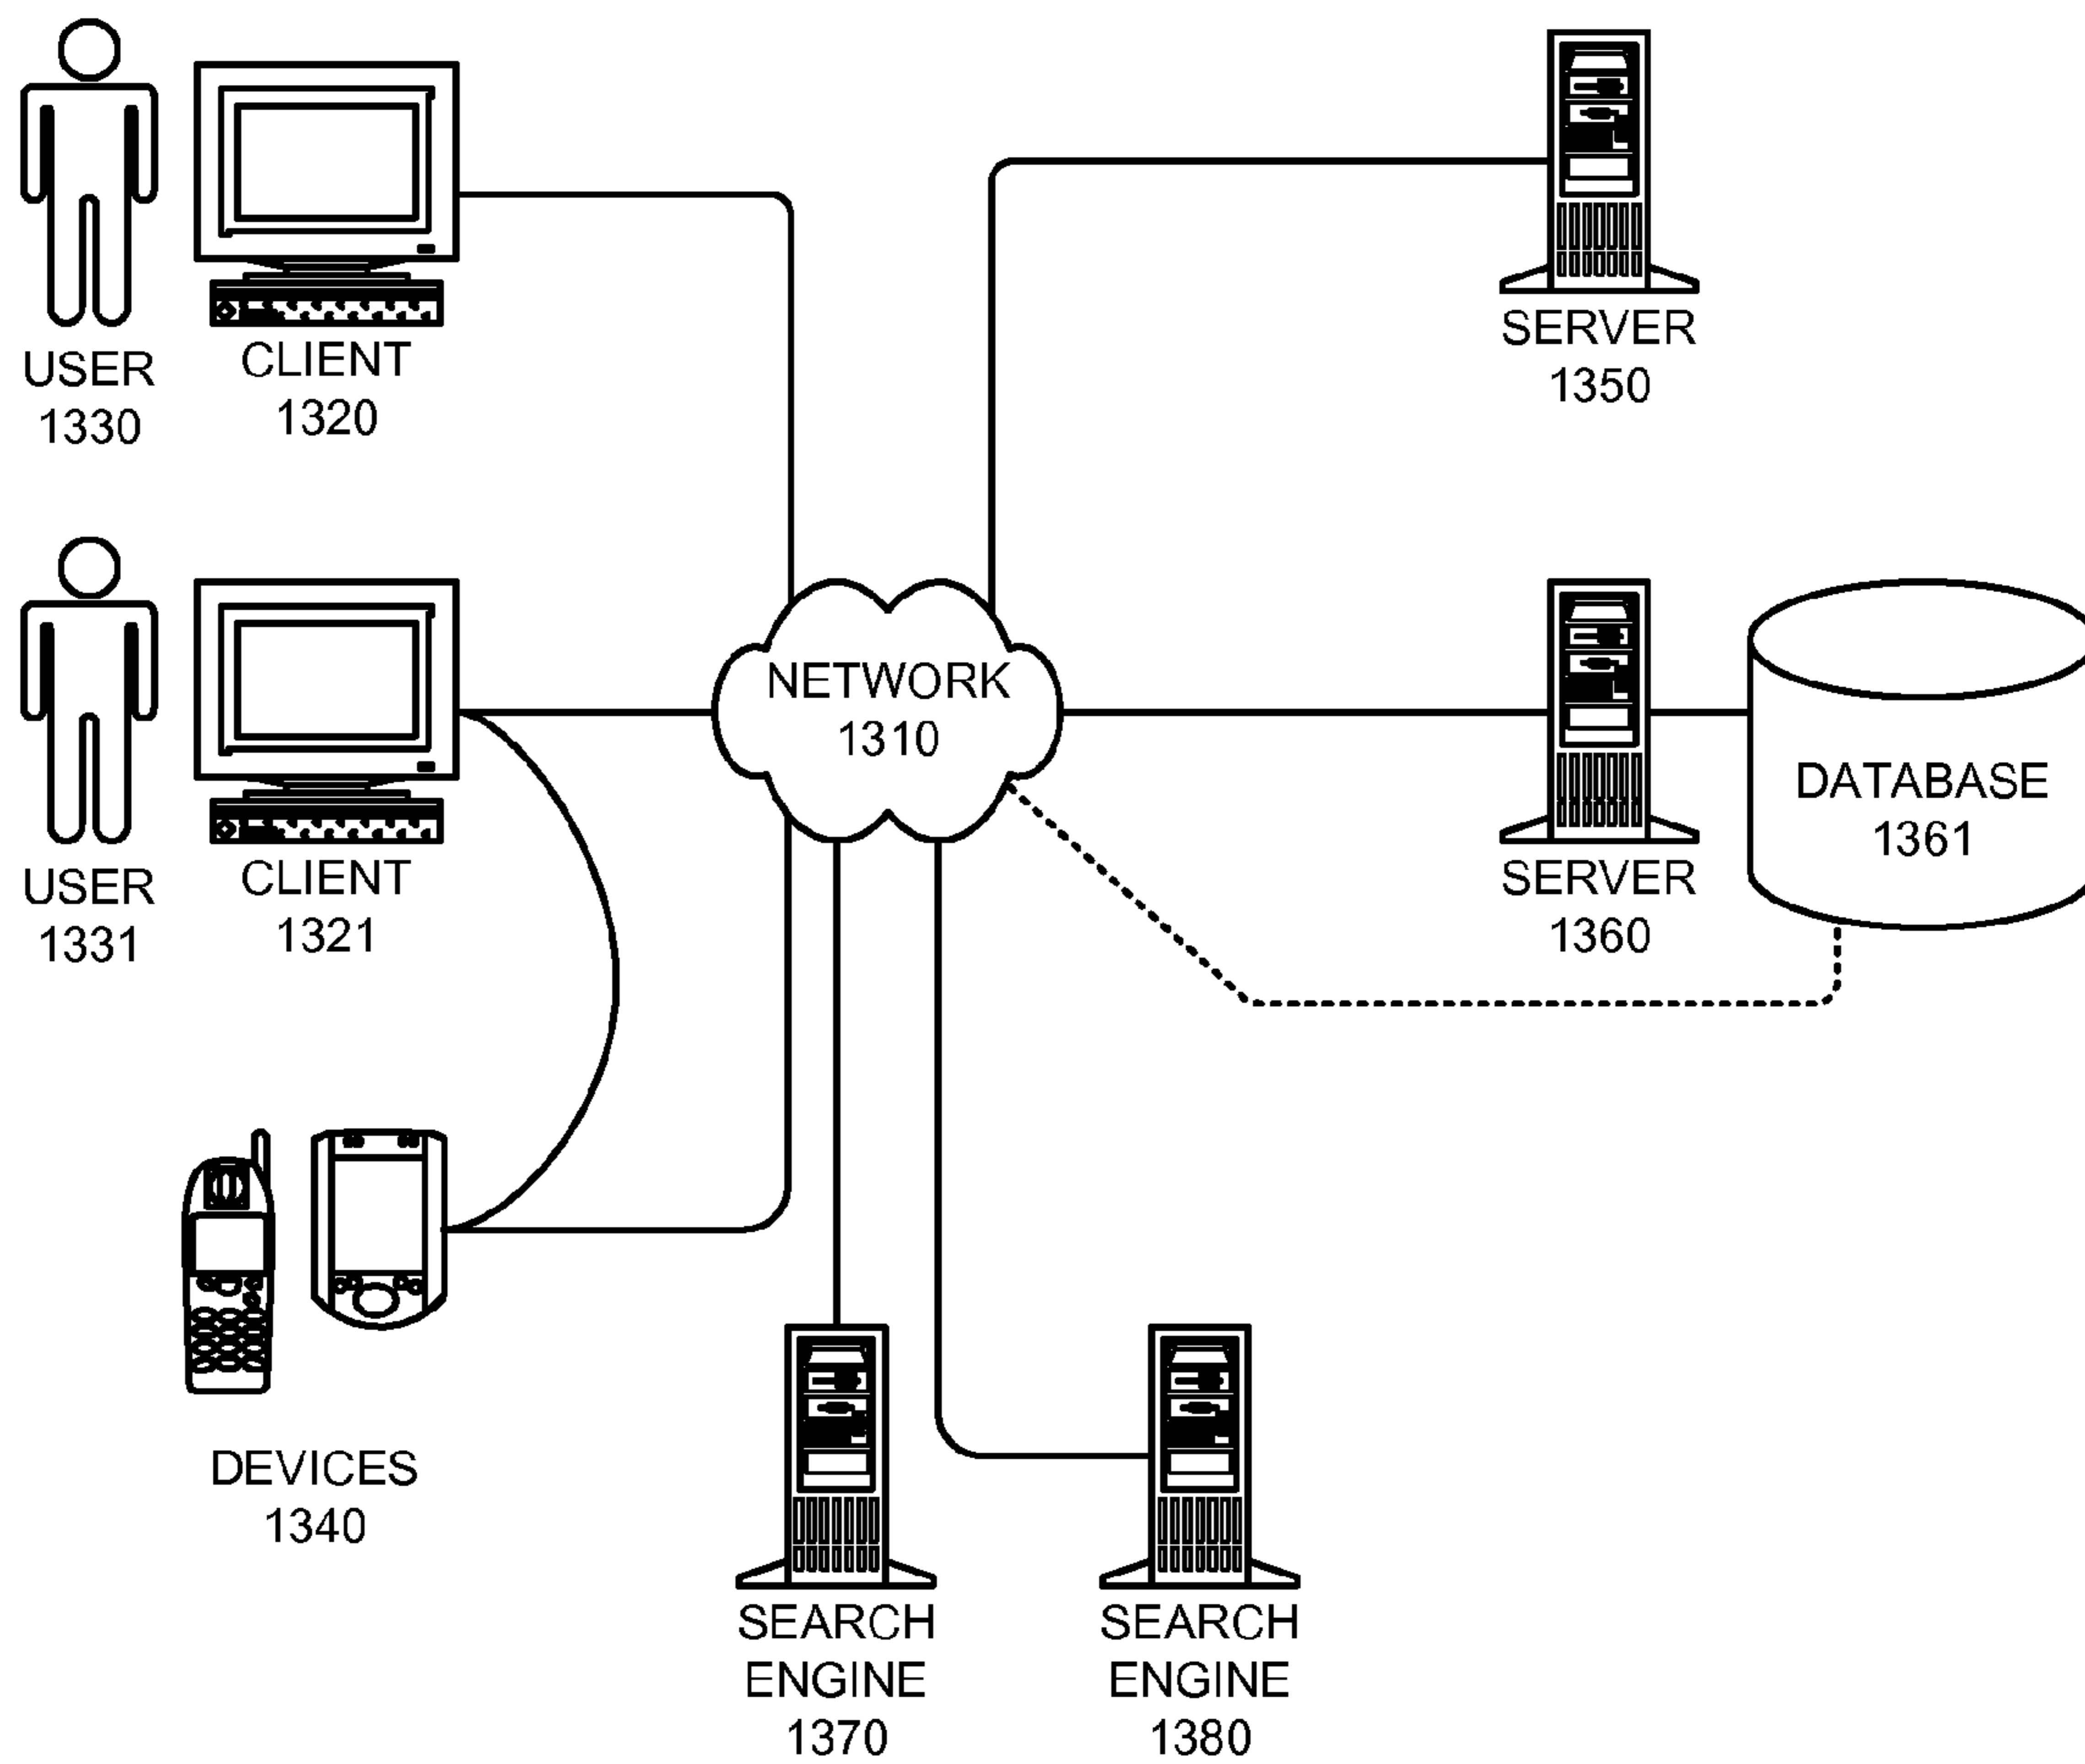 USER
1330
CLIENT
1320
SERVER
1350
NETWORK
1310
USER
1331
CLIENT
1321
SERVER
1360
DATABASE
1361
DEVICES
1340
SEARCH
ENGINE
1370
SEARCH
ENGINE
1380